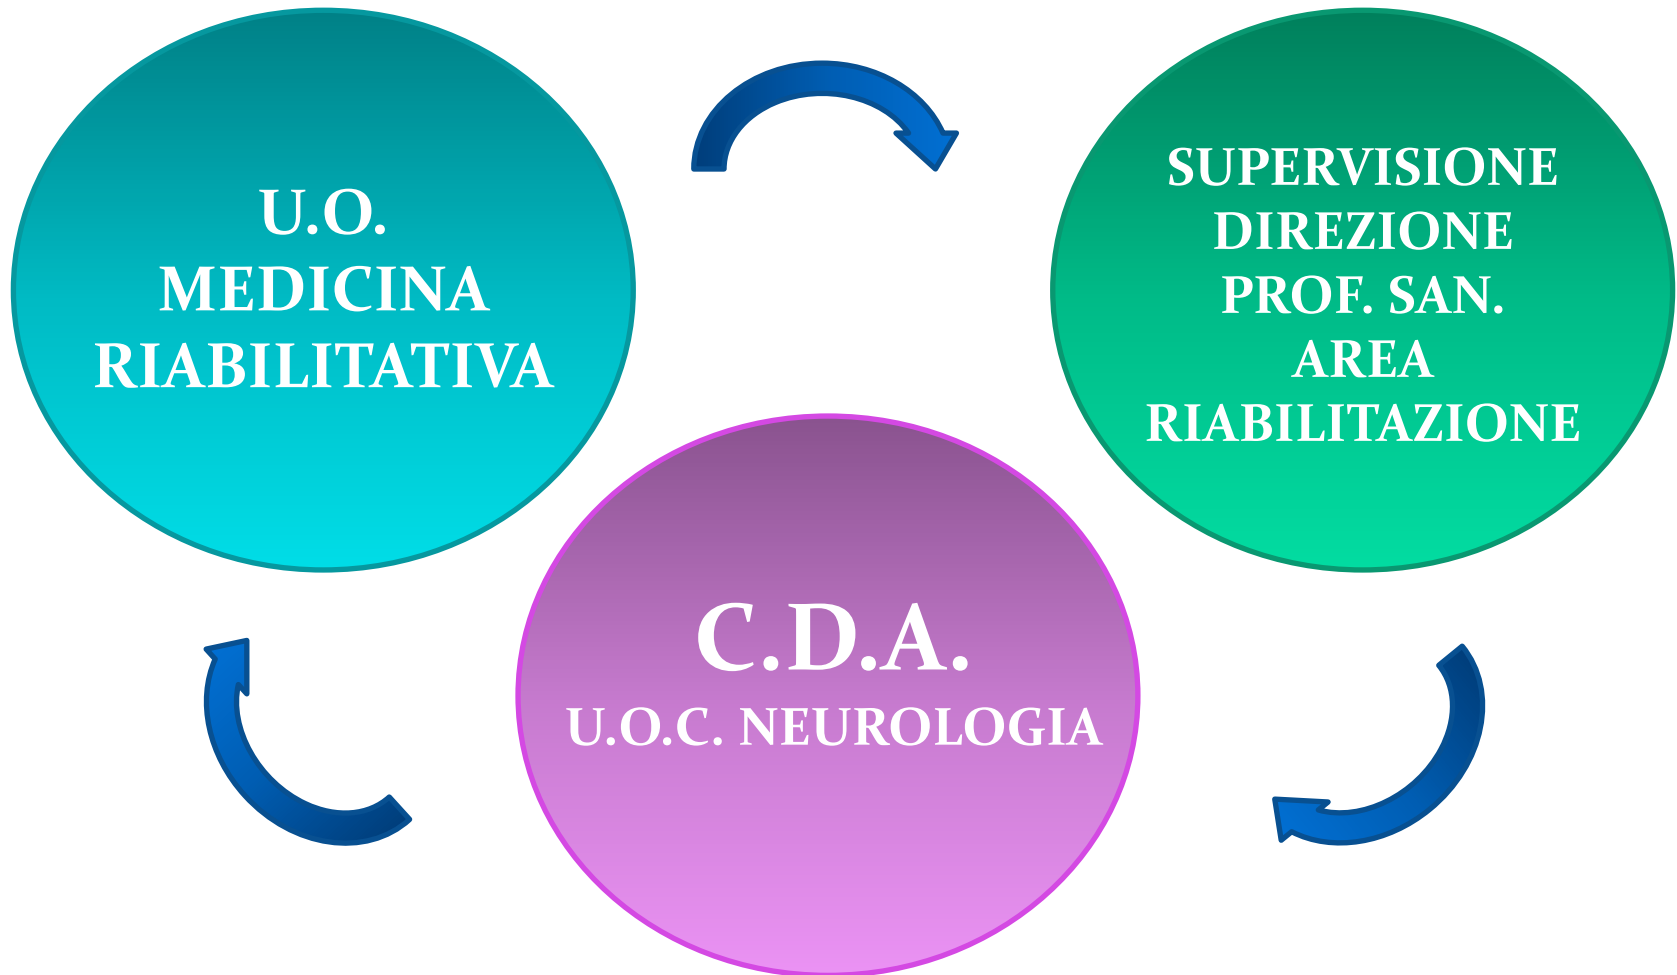 U.O.
MEDICINA
RIABILITATIVA
SUPERVISIONE
DIREZIONE
PROF. SAN.
AREA
RIABILITAZIONE
C.D.A.
U.O.C. NEUROLOGIA